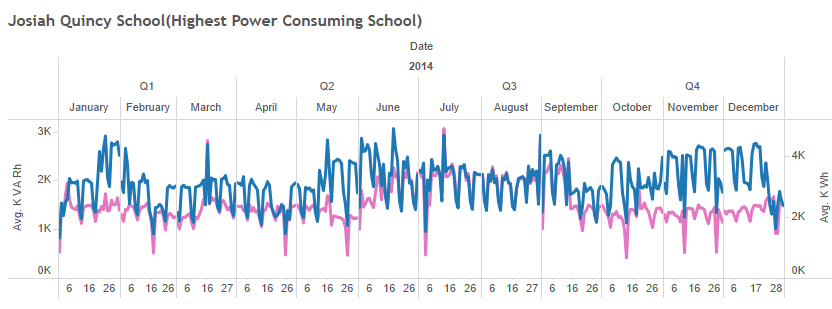 Josiah Quincy School(Highest Power Consuming School)
Date
2014
Q1 Q2 Q3 Q4
January February March April May June July August September October November December
3K
2K
1K
0K
Avg. K VA Rh
4K
2K
0K
Avg. K Wh
6 16 26 6 16 26 6 16 27 6 16 26 6 16 26 6 16 26 6 16 26 6 16 26 6 16 26 6 16 26 6 16 26 6 17 28